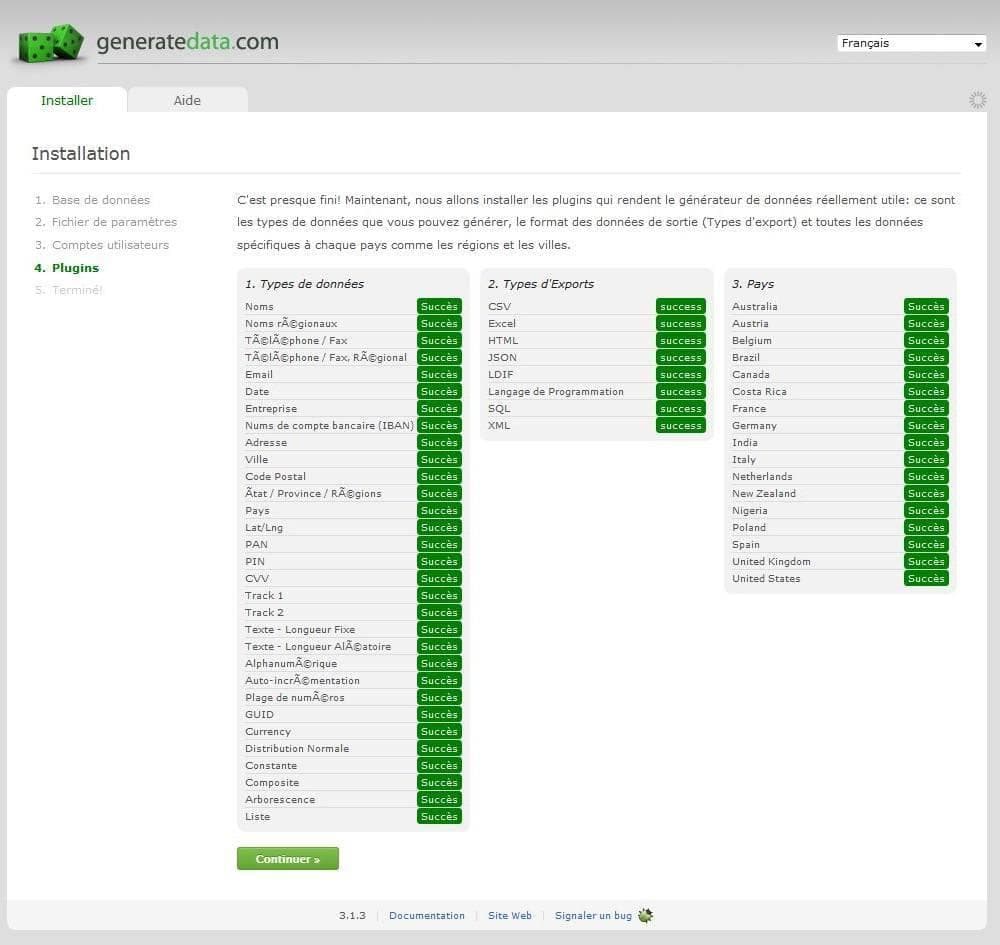 generatedata.com
Français
Installer
Aide
Installation
1. Base de données
2. Fichier de paramètres
3. Comptes utilisateurs
4. Plugins
5. Terminé!
C'est presque fini! Maintenant, nous allons installer les plugins qui rendent le générateur de données réellement utile: ce sont
les types de données que vous pouvez générer, le format des données de sortie (Types d'export) et toutes les données
spécifiques à chaque pays comme les régions et les villes.
1. Types de données
Noms Succès
Noms rÃ©gionaux Succès
TÃ©lÃ©phone / Fax Succès
TÃ©lÃ©phone / Fax, RÃ©gional Succès
Email Succès
Date Succès
Entreprise Succès
Nums de compte bancaire (IBAN) Succès
Adresse Succès
Ville Succès
Code Postal Succès
Ãtat / Province / RÃ©gions Succès
Pays Succès
Lat/Lng Succès
PAN Succès
PIN Succès
CVV Succès
Track 1 Succès
Track 2 Succès
Texte - Longueur Fixe Succès
Texte - Longueur AlÃ©atoire Succès
AlphanumÃ©rique Succès
Auto-incrÃ©mentation Succès
Plage de numÃ©ros Succès
GUID Succès
Currency Succès
Distribution Normale Succès
Constante Succès
Composite Succès
Arborescence Succès
Liste Succès
2. Types d'Exports
CSV success
Excel success
HTML success
JSON success
LDIF success
Langage de Programmation success
SQL success
XML success
3. Pays
Australia Succès
Austria Succès
Belgium Succès
Brazil Succès
Canada Succès
Costa Rica Succès
France Succès
Germany Succès
India Succès
Italy Succès
Netherlands Succès
New Zealand Succès
Nigeria Succès
Poland Succès
Spain Succès
United Kingdom Succès
United States Succès
Continuer »
3.1.3 Documentation Site Web Signaler un bug